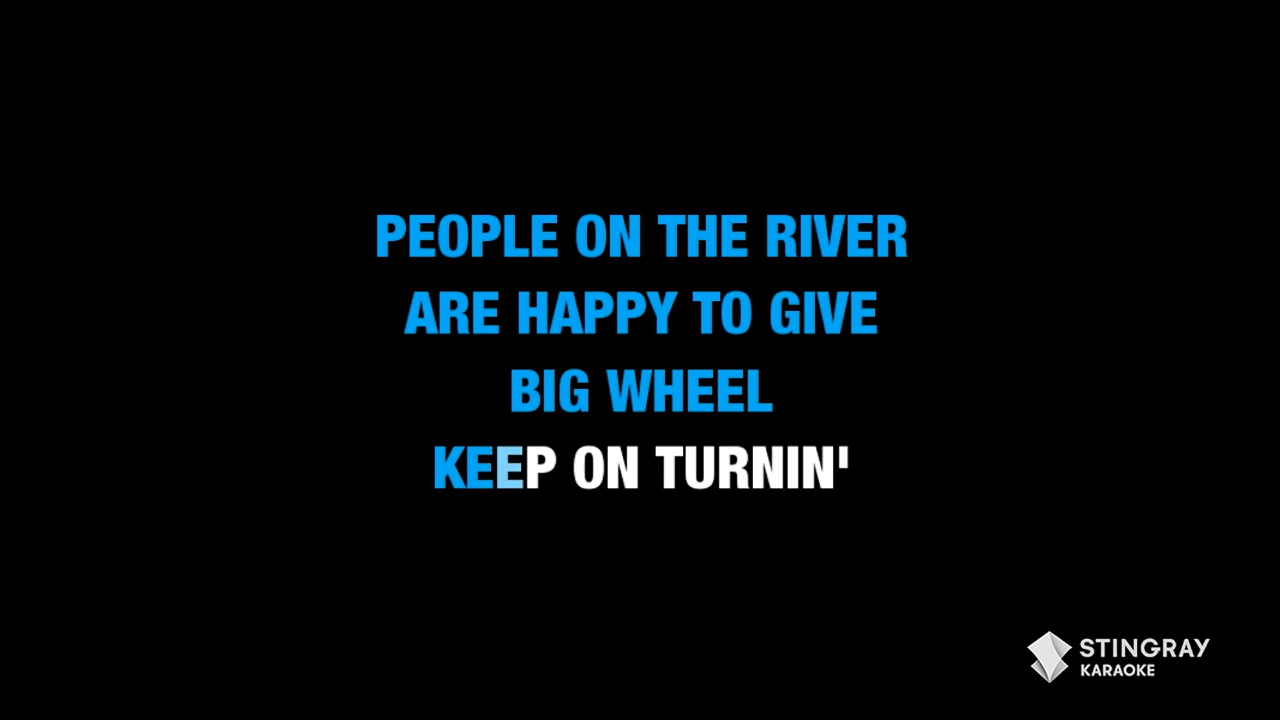 PEOPLE ON THE RIVER
ARE HAPPY TO GIVE
BIG WHEEL
KEEP ON TURNIN'
STINGRAY
KARAOKE